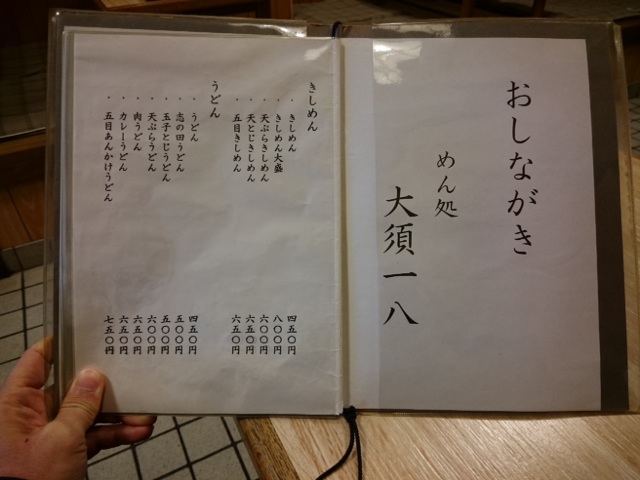 おしながき
めん処
大須一八
きしめん
・きしめん 四五〇円
・きしめん大盛 八〇〇円
・天ぷらきしめん 六〇〇円
・天とじきしめん 六五〇円
・五目きしめん 六五〇円
うどん
・うどん 四五〇円
・志の田うどん 五〇〇円
・玉子とじうどん 五〇〇円
・天ぷらうどん 六〇〇円
・肉うどん 六五〇円
・カレーうどん 六五〇円
・五目あんかけうどん 七五〇円